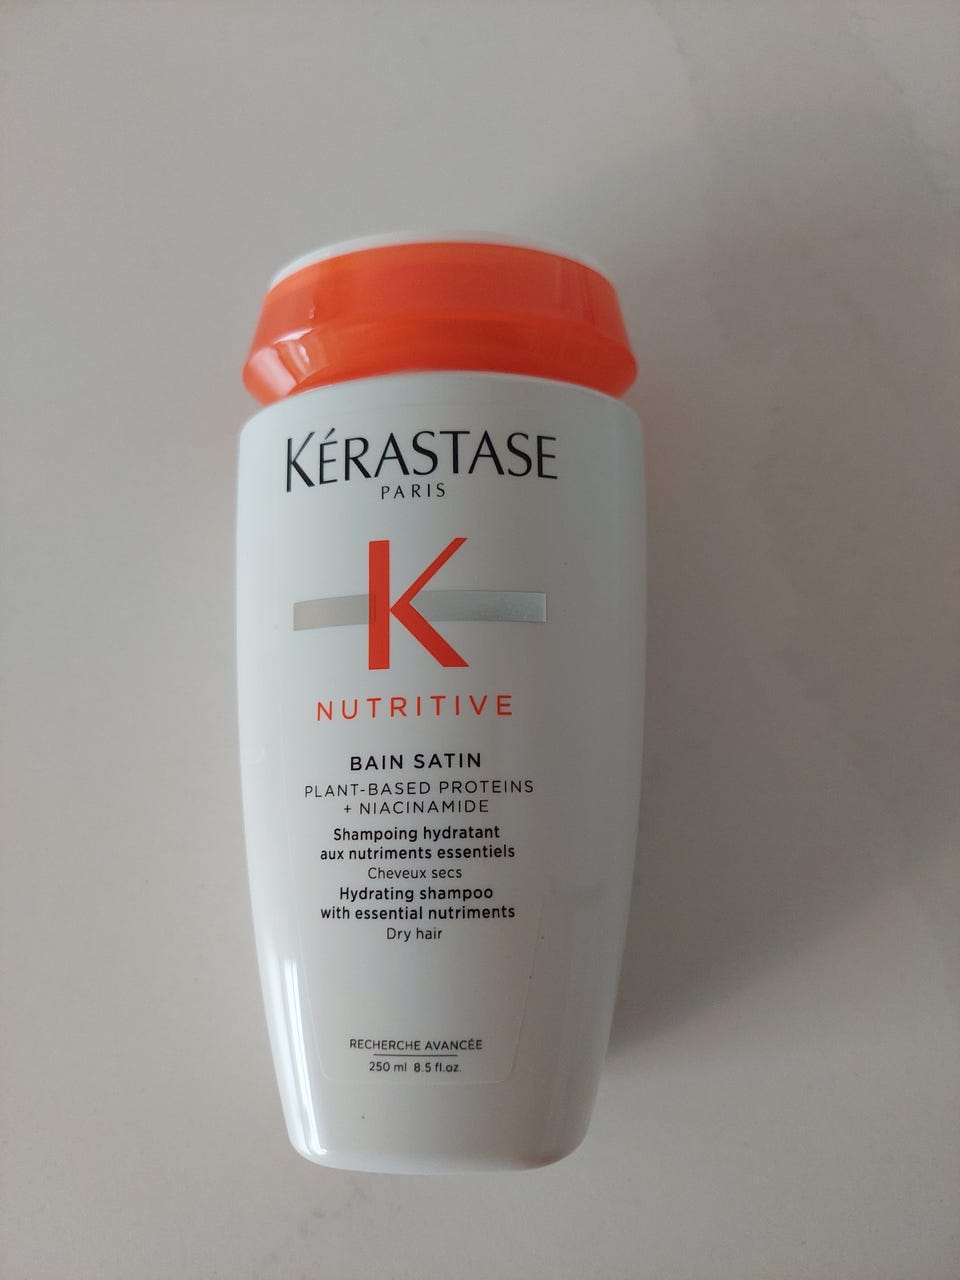 KÉRASTASE
PARIS
K
NUTRITIVE
BAIN SATIN
PLANT-BASED PROTEINS
+ NIACINAMIDE
Shampoing hydratant
aux nutriments essentiels
Cheveux secs
Hydrating shampoo
with essential nutriments
Dry hair
RECHERCHE AVANCÉE
250 ml 8.5 fl.oz.